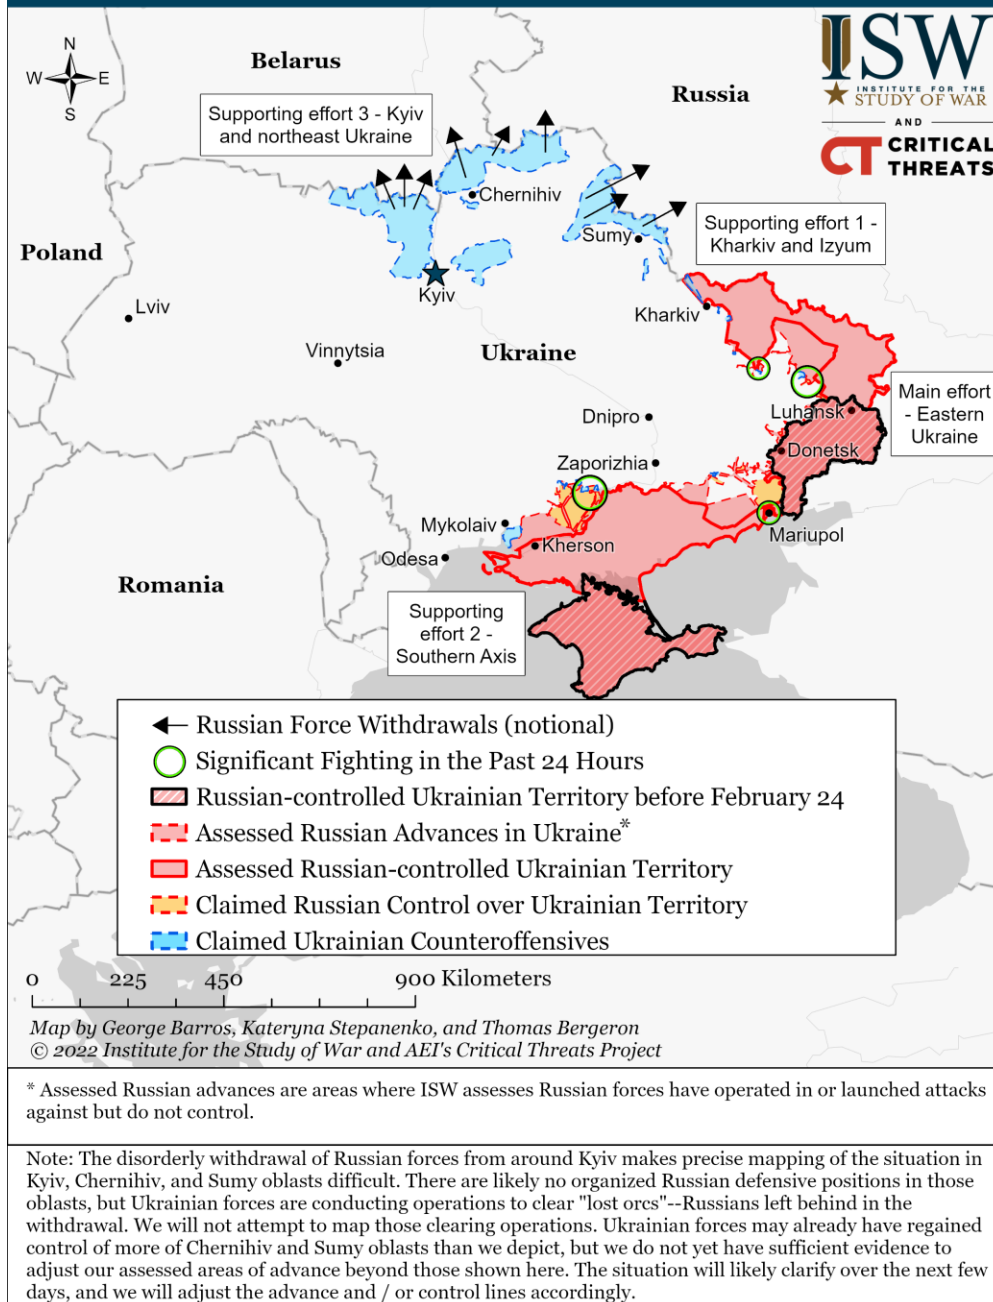 N
W
E
S
Belarus
Russia
ISW
INSTITUTE FOR THE
STUDY OF WAR
AND
CT CRITICAL
THREATS
Supporting effort 3 - Kyiv
and northeast Ukraine
Chernihiv
Supporting effort 1 -
Kharkiv and Izyum
Sumy
Poland
Kyiv
Lviv
Kharkiv
Vinnytsia
Ukraine
Main effort
- Eastern
Ukraine
Luhansk
Dnipro
Donetsk
Zaporizhia
Mykolaiv
Mariupol
Kherson
Odesa
Romania
Supporting
effort 2 -
Southern Axis
Russian Force Withdrawals (notional)
Significant Fighting in the Past 24 Hours
Russian-controlled Ukrainian Territory before February 24
Assessed Russian Advances in Ukraine*
Assessed Russian-controlled Ukrainian Territory
Claimed Russian Control over Ukrainian Territory
Claimed Ukrainian Counteroffensives
0 225 450 900 Kilometers
Map by George Barros, Kateryna Stepanenko, and Thomas Bergeron
© 2022 Institute for the Study of War and AEI's Critical Threats Project
* Assessed Russian advances are areas where ISW assesses Russian forces have operated in or launched attacks
against but do not control.
Note: The disorderly withdrawal of Russian forces from around Kyiv makes precise mapping of the situation in
Kyiv, Chernihiv, and Sumy oblasts difficult. There are likely no organized Russian defensive positions in those
oblasts, but Ukrainian forces are conducting operations to clear "lost orcs"--Russians left behind in the
withdrawal. We will not attempt to map those clearing operations. Ukrainian forces may already have regained
control of more of Chernihiv and Sumy oblasts than we depict, but we do not yet have sufficient evidence to
adjust our assessed areas of advance beyond those shown here. The situation will likely clarify over the next few
days, and we will adjust the advance and / or control lines accordingly.